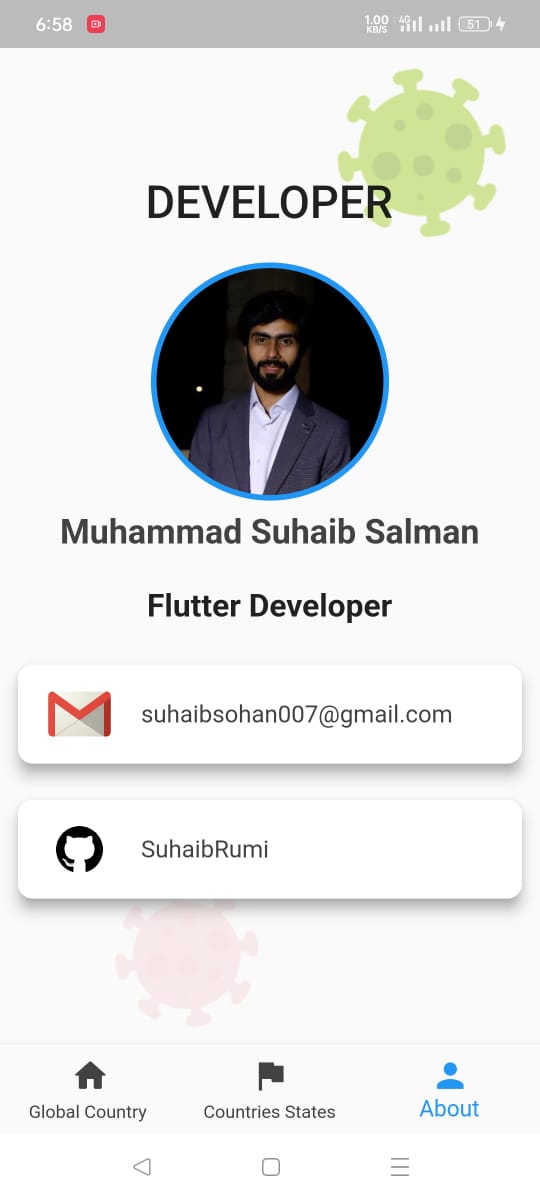 6:58
1.00
KB/S
4G
51
DEVELOPER
Muhammad Suhaib Salman
Flutter Developer
suhaibsohan007@gmail.com
SuhaibRumi
Global Country
Countries States
About